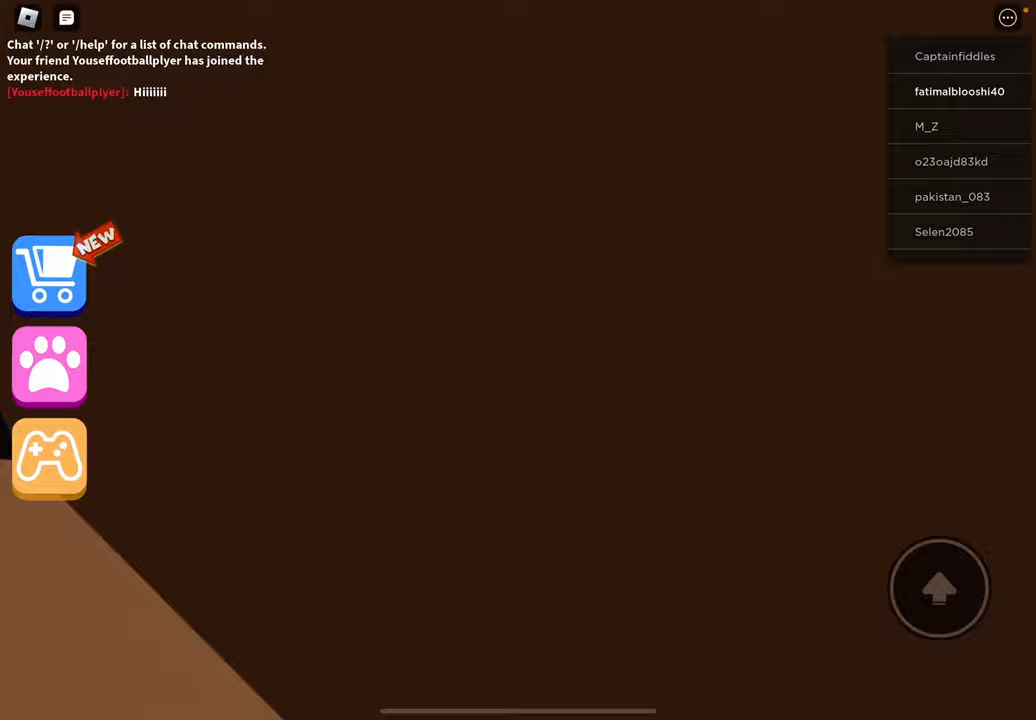 Chat '/?' or '/help' for a list of chat commands.
Your friend Youseffootballplyer has joined the
experience.
[Youseffootballplyer]: Hiiiiiii
NEW
Captainfiddles
fatimalblooshi40
M_Z
o23oajd83kd
pakistan_083
Selen2085